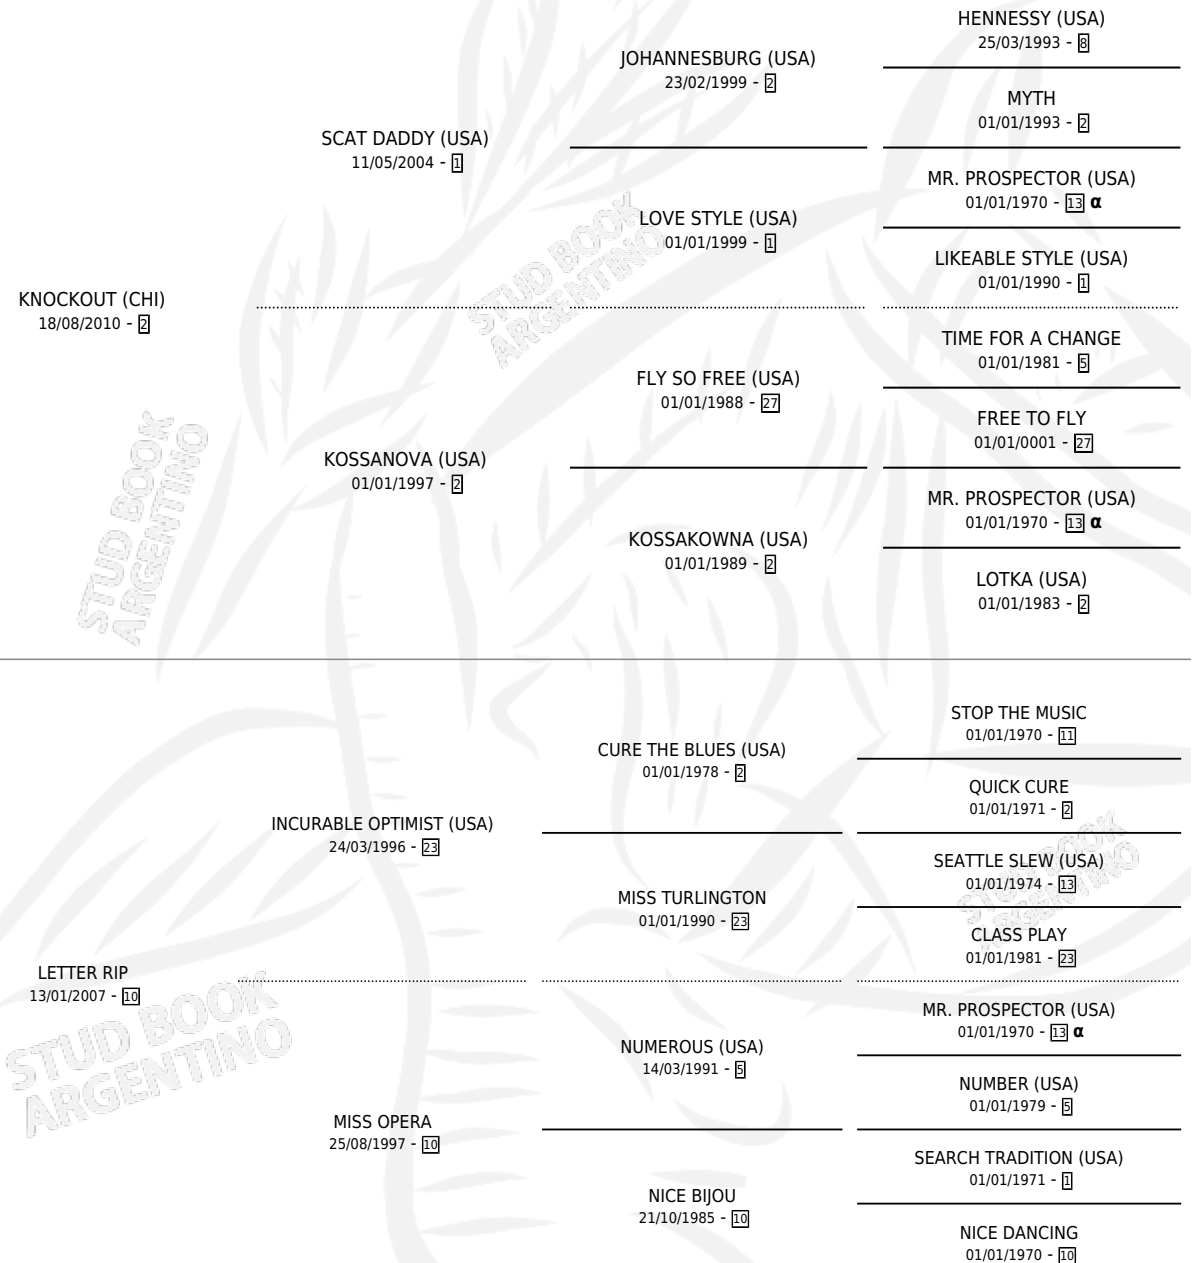 HENNESSY (USA)
25/03/1993 - 8
JOHANNESBURG (USA)
23/02/1999 - 2
MYTH
01/01/1993 - 2
SCAT DADDY (USA)
11/05/2004 - 1
MR. PROSPECTOR (USA)
01/01/1970 - 13 α
LOVE STYLE (USA)
01/01/1999 - 1
LIKEABLE STYLE (USA)
01/01/1990 - 1
KNOCKOUT (CHI)
18/08/2010 - 2
TIME FOR A CHANGE
01/01/1981 - 5
FLY SO FREE (USA)
01/01/1988 - 27
FREE TO FLY
01/01/0001 - 27
KOSSANOVA (USA)
01/01/1997 - 2
MR. PROSPECTOR (USA)
01/01/1970 - 13 α
KOSSAKOWNA (USA)
01/01/1989 - 2
LOTKA (USA)
01/01/1983 - 2
STOP THE MUSIC
01/01/1970 - 11
CURE THE BLUES (USA)
01/01/1978 - 2
QUICK CURE
01/01/1971 - 2
INCURABLE OPTIMIST (USA)
24/03/1996 - 23
SEATTLE SLEW (USA)
01/01/1974 - 13
MISS TURLINGTON
01/01/1990 - 23
CLASS PLAY
01/01/1981 - 23
LETTER RIP
13/01/2007 - 10
MR. PROSPECTOR (USA)
01/01/1970 - 13 α
NUMEROUS (USA)
14/03/1991 - 5
NUMBER (USA)
01/01/1979 - 5
MISS OPERA
25/08/1997 - 10
SEARCH TRADITION (USA)
01/01/1971 - 1
NICE BIJOU
21/10/1985 - 10
NICE DANCING
01/01/1970 - 10
STUD BOOK
ARGENTINO
STUD BOOK
ARGENTINO
STUD BOOK
ARGENTINO
STUD BOOK
ARGENTINO